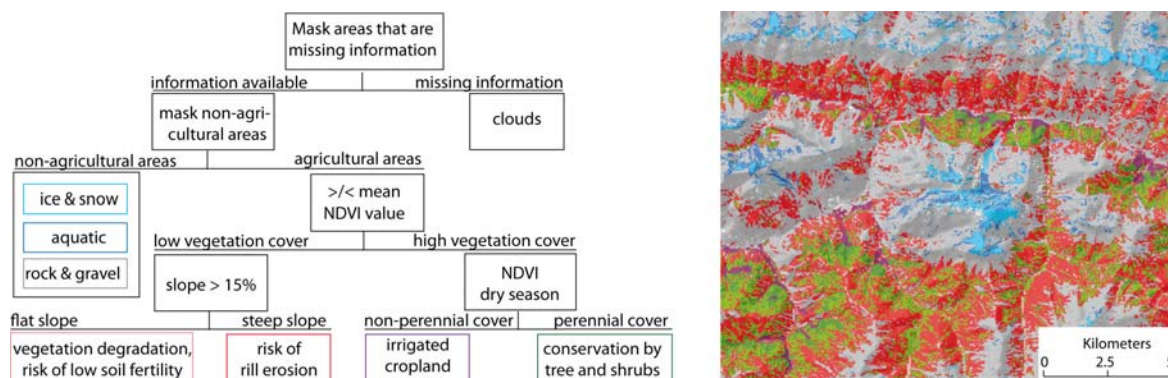 Mask areas that are
missing information
information available
missing information
mask non-agri-
cultural areas
clouds
non-agricultural areas
agricultural areas
ice & snow
aquatic
rock & gravel
>/< mean
NDVI value
low vegetation cover
high vegetation cover
slope > 15%
NDVI
dry season
flat slope
steep slope
non-perennial cover
perennial cover
vegetation degradation,
risk of low soil fertility
risk of
rill erosion
irrigated
cropland
conservation by
tree and shrubs
Kilometers
0 2.5